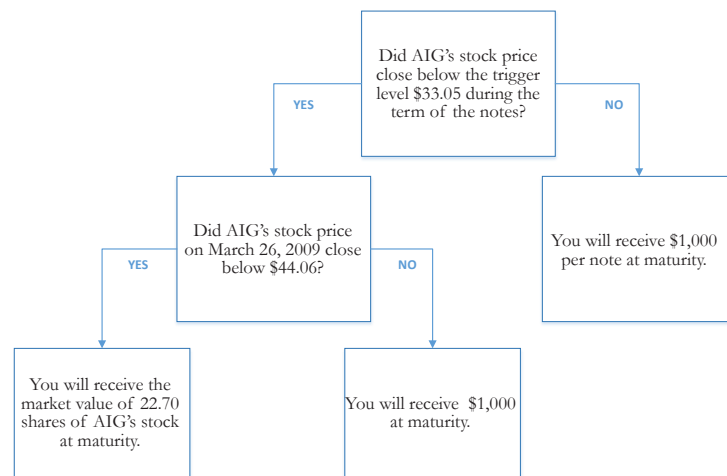 Did AIG's stock price
close below the trigger
level $33.05 during the
term of the notes?
YES
NO
Did AIG's stock price
on March 26, 2009 close
below $44.06?
You will receive $1,000
per note at maturity.
YES
NO
You will receive the
market value of 22.70
shares of AIG's stock
at maturity.
You will receive $1,000
at maturity.